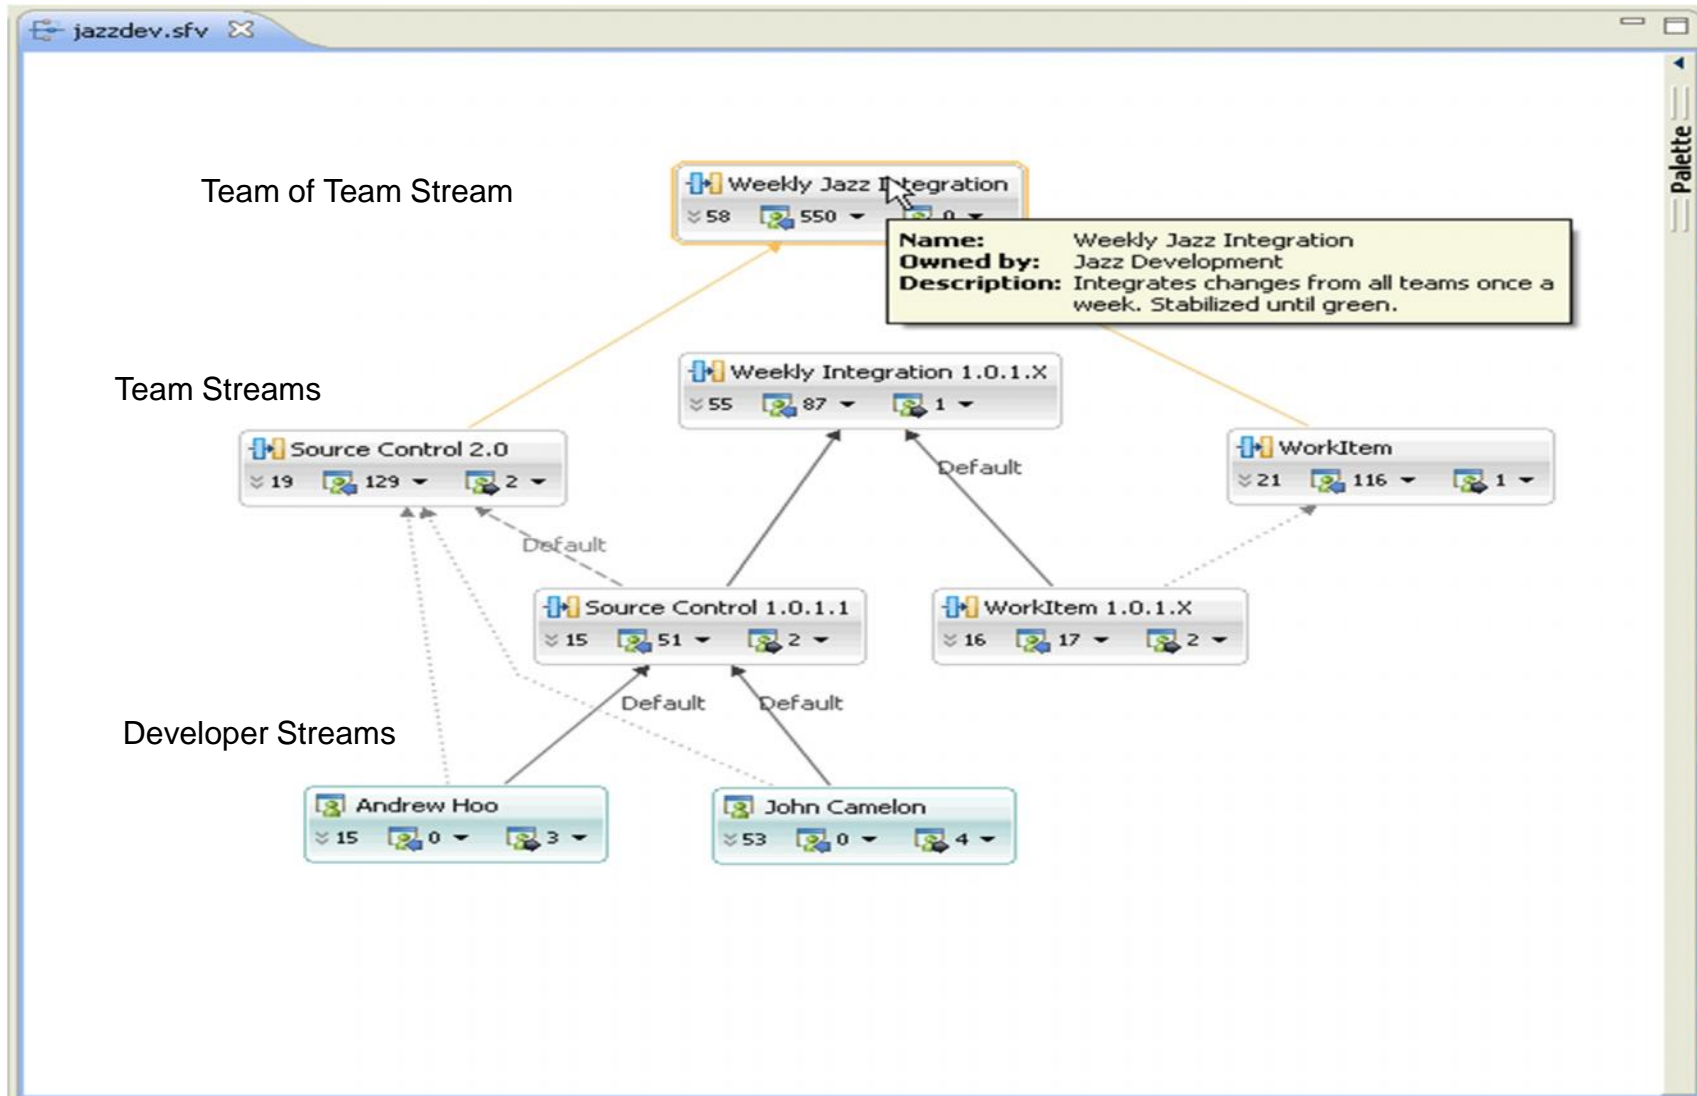 jazzdev.sfv
Palette
Team of Team Stream
Weekly Jazz Integration
58 550 0
Name: Weekly Jazz Integration
Owned by: Jazz Development
Description: Integrates changes from all teams once a
week. Stabilized until green.
Team Streams
Weekly Integration 1.0.1.X
55 87 1
Source Control 2.0
19 129 2
Default
WorkItem
21 116 1
Default
Source Control 1.0.1.1
15 51 2
WorkItem 1.0.1.X
16 17 2
Default
Default
Developer Streams
Andrew Hoo
15 0 3
John Camelon
53 0 4